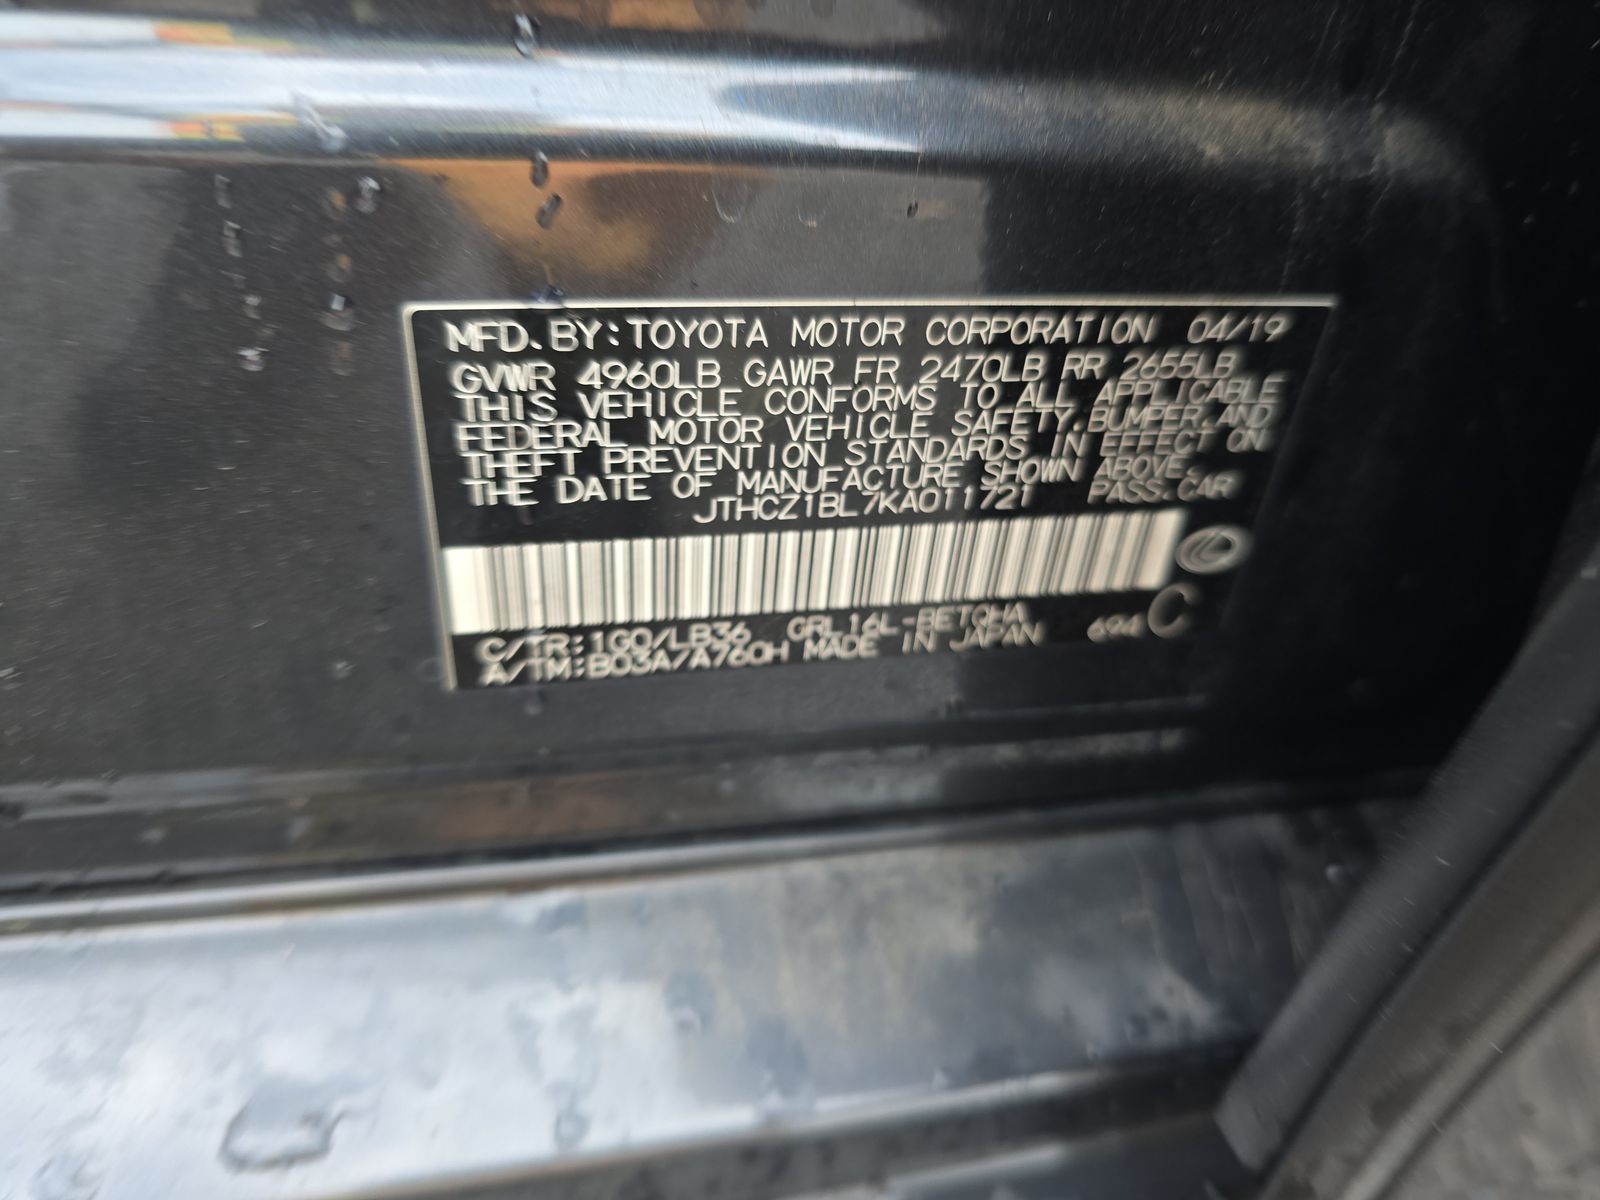 MFD. BY: TOYOTA MOTOR CORPORATION 04/19
GVWR 4960LB GAWR FR 2470LB RR 2655LB
THIS VEHICLE CONFORMS TO ALL APPLICABLE
FEDERAL MOTOR VEHICLE SAFETY, BUMPER, AND
THEFT PREVENTION STANDARDS IN EFFECT ON
THE DATE OF MANUFACTURE SHOWN ABOVE.
JTHCZ1BL7KA011721 PASS. CAR
C/TR: 1G0/LB36 GRL16L-BETQHA 694 C
A/TM: B03A/A760H MADE IN JAPAN